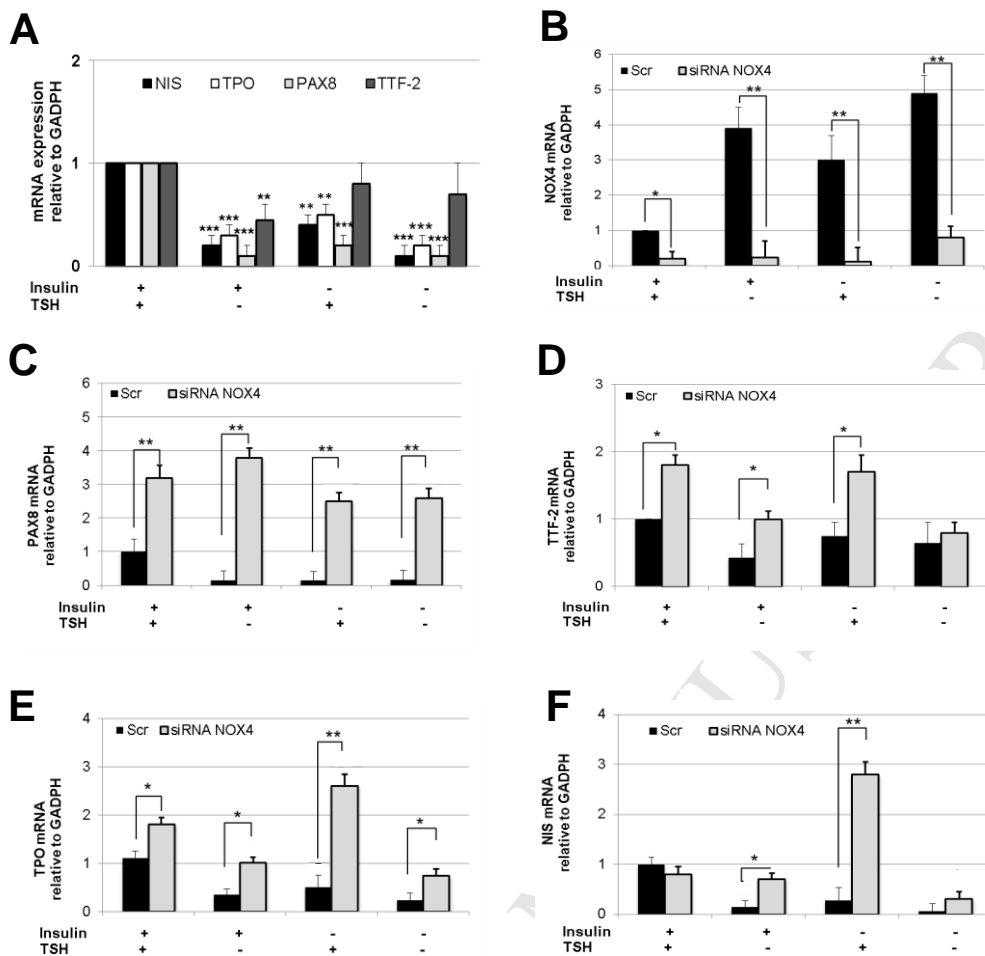 A
mRNA expression
relative to GADPH
2
1
0
NIS TPO PAX8 TTF-2
*** *** *** **
** ** ***
*** *** ***
Insulin + + - -
TSH + - + -
B
NOX4 mRNA
relative to GADPH
6
5
4
3
2
1
0
Scr siRNA NOX4
* ** ** **
Insulin + + - -
TSH + - + -
C
PAX8 mRNA
relative to GADPH
6
5
4
3
2
1
0
Scr siRNA NOX4
** ** ** **
Insulin + + - -
TSH + - + -
D
TTF-2 mRNA
relative to GADPH
3
2
1
0
Scr siRNA NOX4
* * *
Insulin + + - -
TSH + - + -
E
TPO mRNA
relative to GADPH
4
3
2
1
0
Scr siRNA NOX4
* * ** *
Insulin + + - -
TSH + - + -
F
NIS mRNA
relative to GADPH
4
3
2
1
0
Scr siRNA NOX4
* **
Insulin + + - -
TSH + - + -